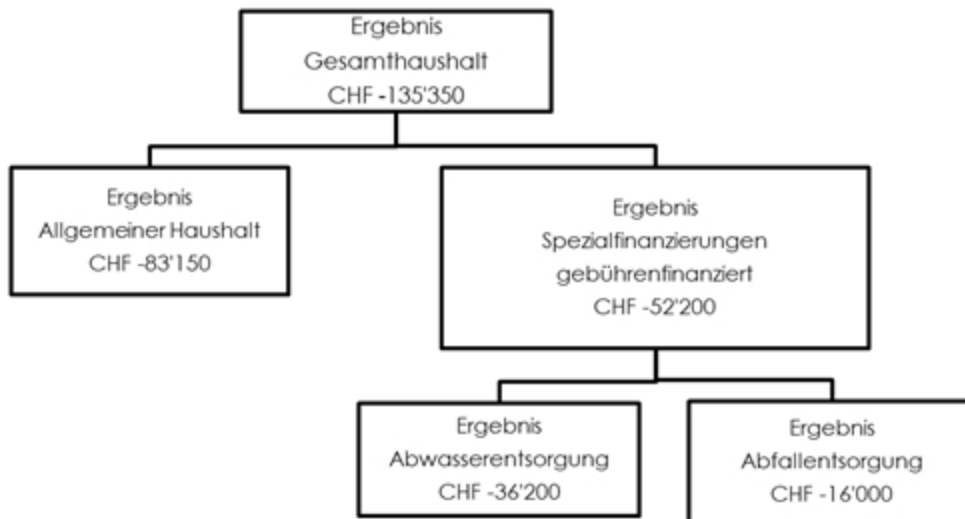 Ergebnis
Gesamthaushalt
CHF -135'350
Ergebnis
Allgemeiner Haushalt
CHF -83'150
Ergebnis
Spezialfinanzierungen
gebührenfinanziert
CHF -52'200
Ergebnis
Abwasserentsorgung
CHF -36'200
Ergebnis
Abfallentsorgung
CHF -16'000